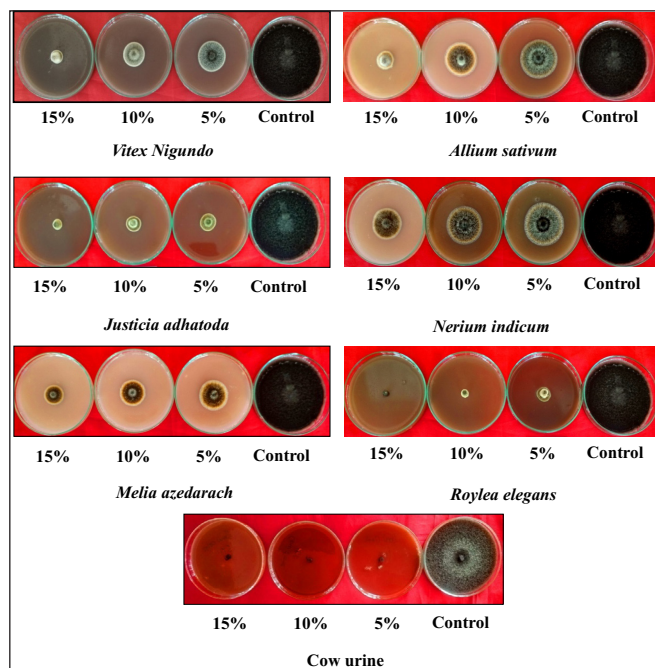 15% 10% 5% Control
Vitex Nigundo
15% 10% 5% Control
Allium sativum
15% 10% 5% Control
Justicia adhatoda
15% 10% 5% Control
Nerium indicum
15% 10% 5% Control
Melia azedarach
15% 10% 5% Control
Roylea elegans
15% 10% 5% Control
Cow urine